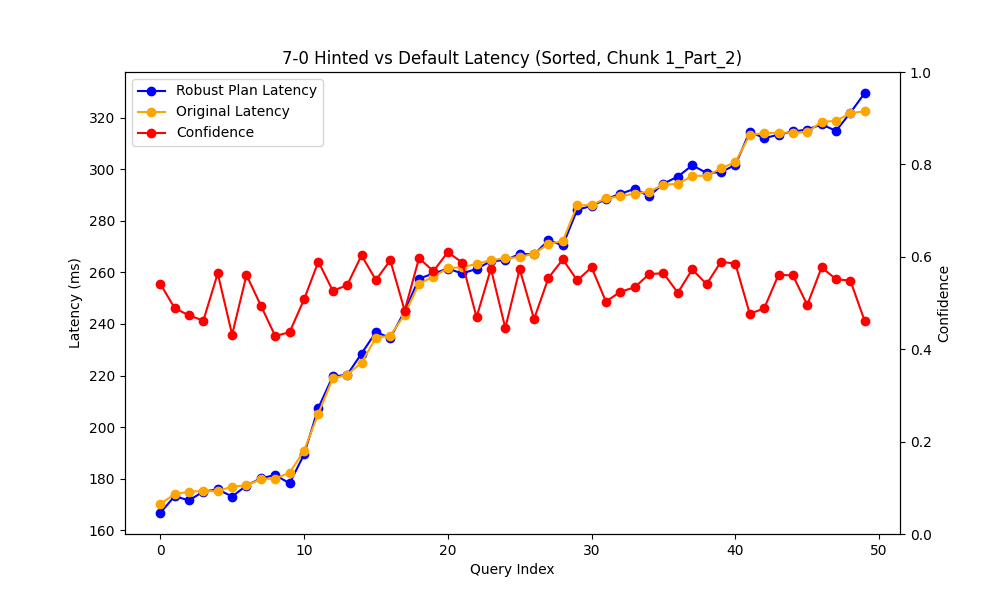 7-0 Hinted vs Default Latency (Sorted, Chunk 1_Part_2)
Robust Plan Latency
Original Latency
Confidence
Latency (ms)
320
300
280
260
240
220
200
180
160
1.0
0.8
0.6
0.4
0.2
0.0
Confidence
0 10 20 30 40 50
Query Index